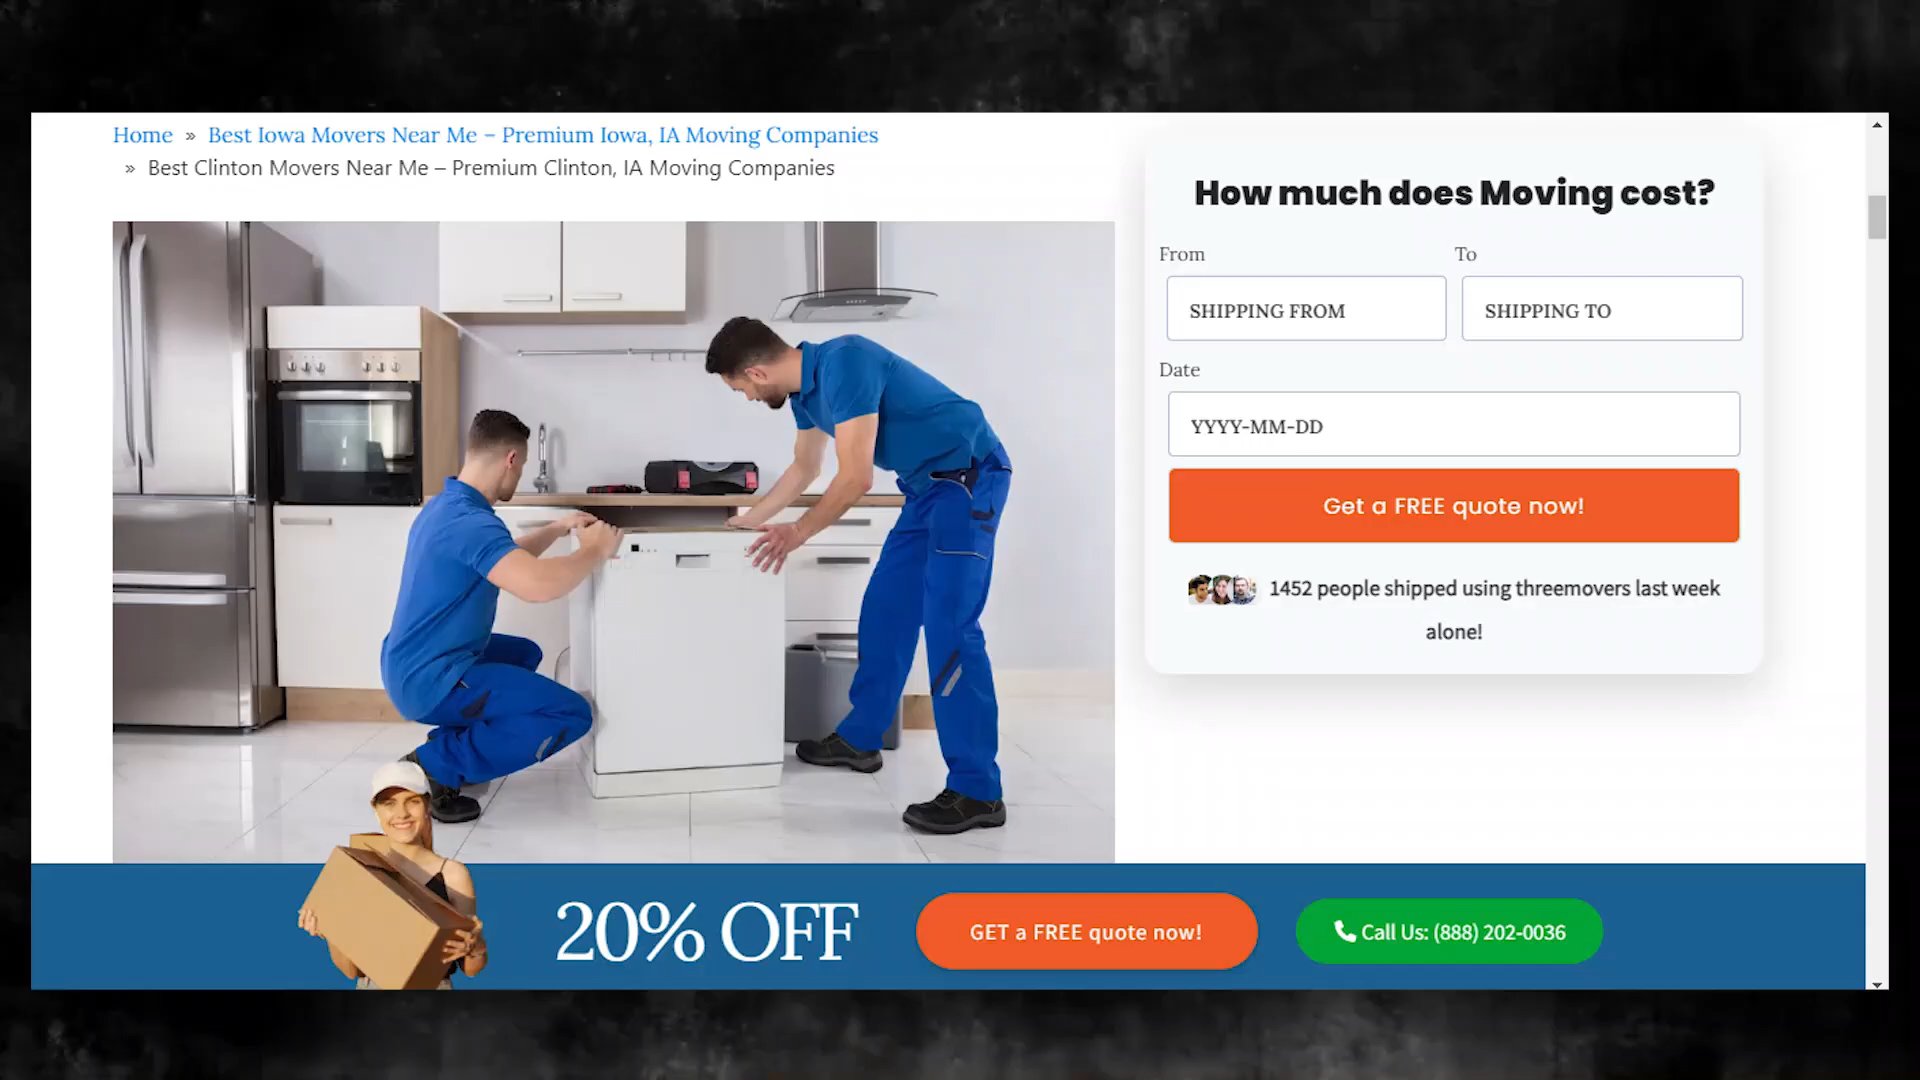 Home » Best Iowa Movers Near Me – Premium Iowa, IA Moving Companies
» Best Clinton Movers Near Me – Premium Clinton, IA Moving Companies
How much does Moving cost?
From To
SHIPPING FROM SHIPPING TO
Date
YYYY-MM-DD
Get a FREE quote now!
1452 people shipped using threemovers last week
alone!
20% OFF GET a FREE quote now! Call Us: (888) 202-0036